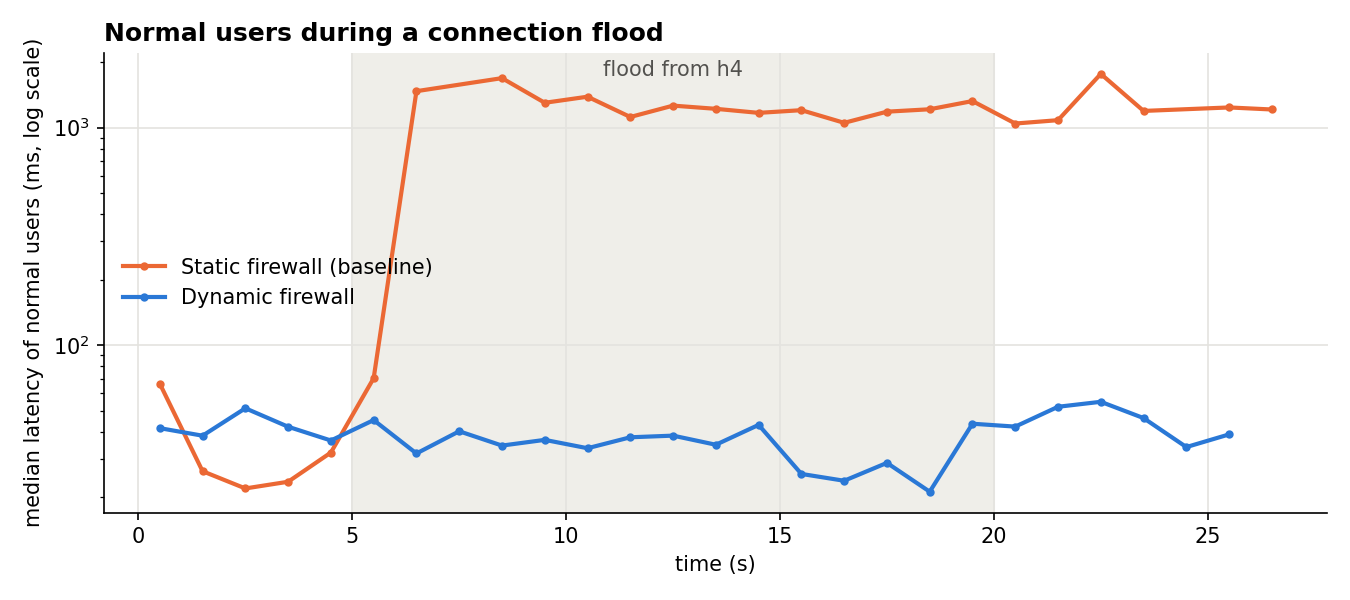 Normal users during a connection flood
flood from h4
median latency of normal users (ms, log scale)
10³
10²
Static firewall (baseline)
Dynamic firewall
0 5 10 15 20 25
time (s)